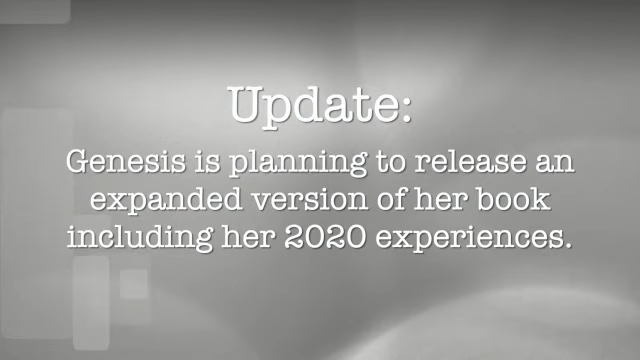 Update:
Genesis is planning to release an
expanded version of her book
including her 2020 experiences.